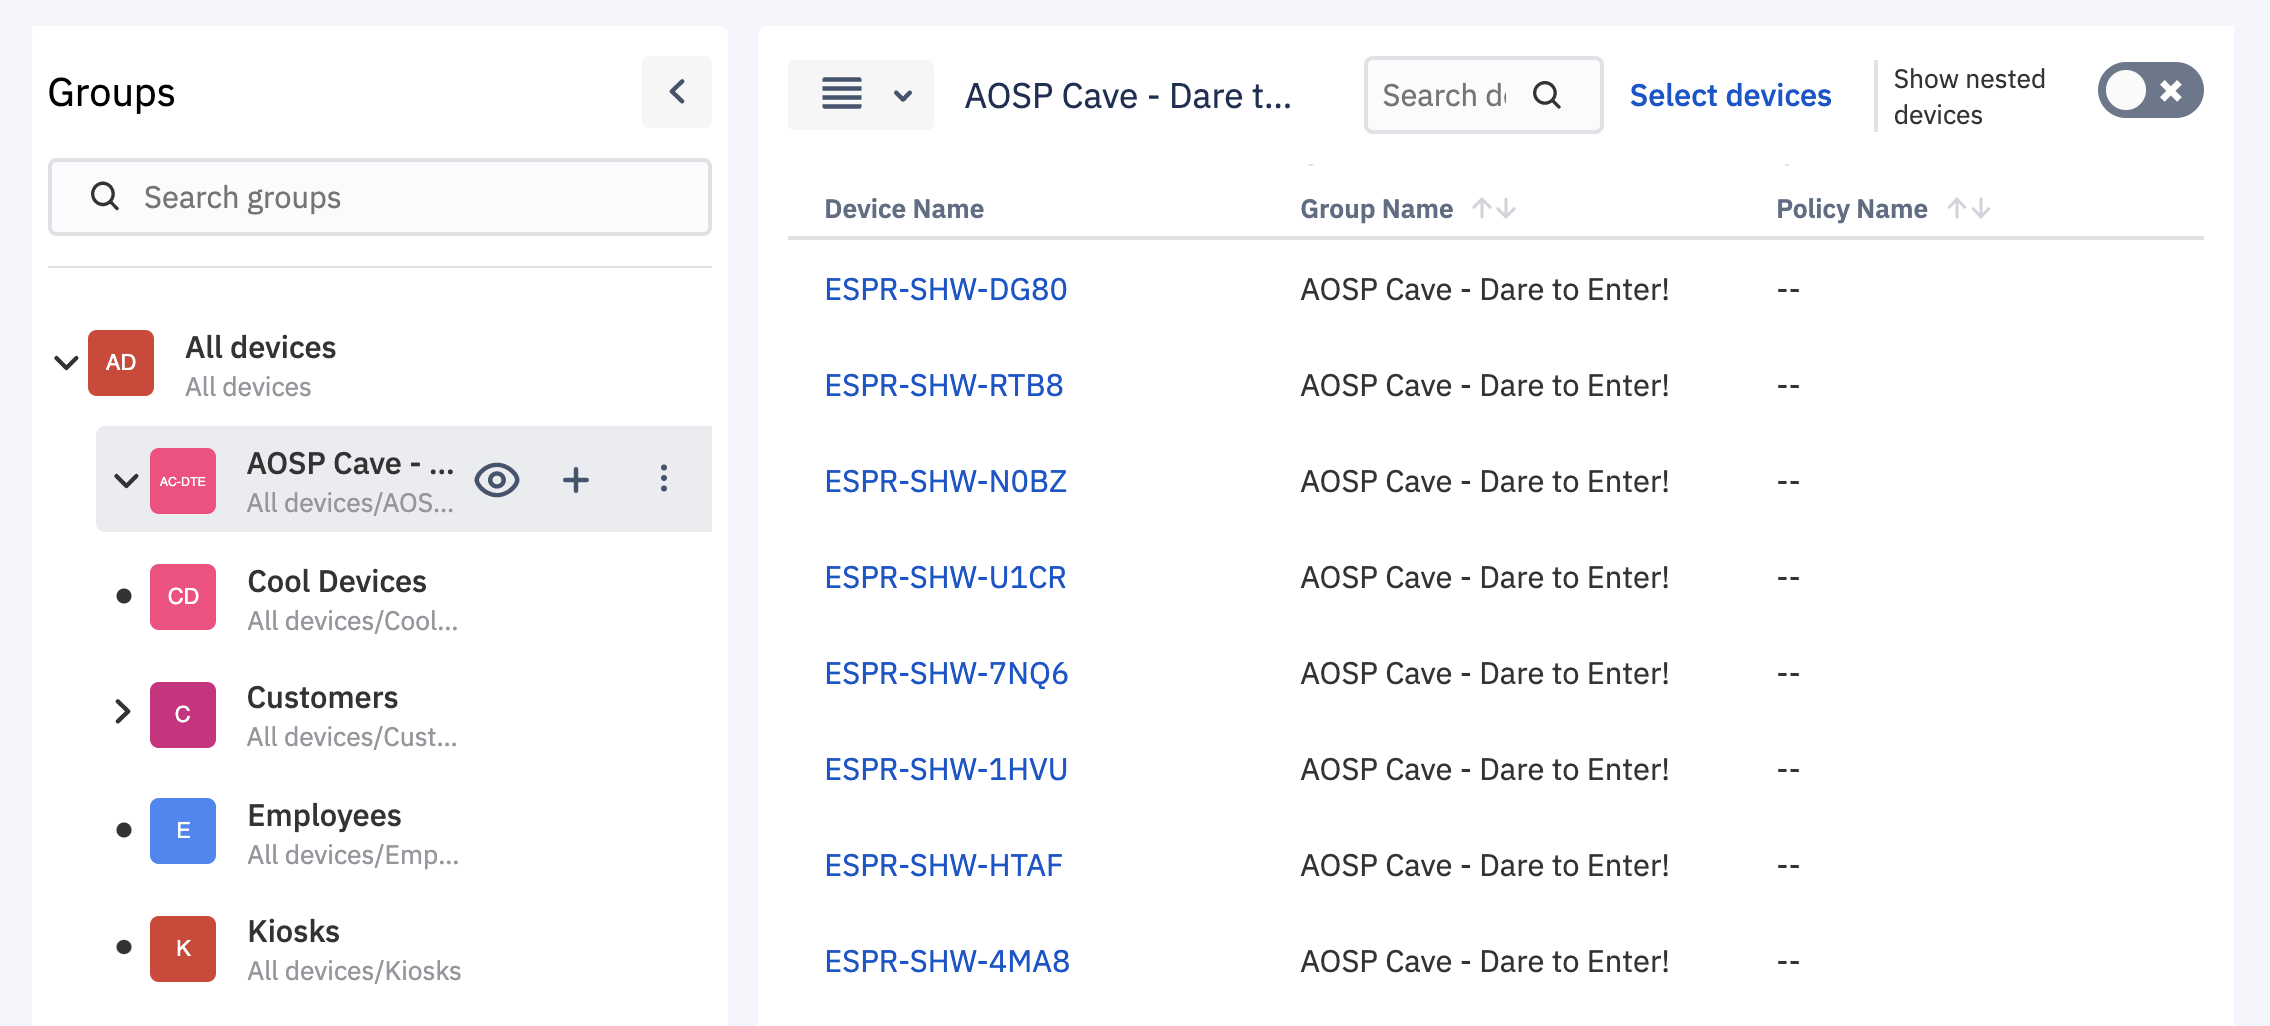 Groups
Search groups
AD
All devices
All devices
AC-DTE
AOSP Cave - ...
All devices/AOS...
CD
Cool Devices
All devices/Cool...
C
Customers
All devices/Cust...
E
Employees
All devices/Emp...
K
Kiosks
All devices/Kiosks
AOSP Cave - Dare t...
Search
Select devices
Show nested
devices
Device Name Group Name Policy Name
ESPR-SHW-DG80 AOSP Cave - Dare to Enter! --
ESPR-SHW-RTB8 AOSP Cave - Dare to Enter! --
ESPR-SHW-N0BZ AOSP Cave - Dare to Enter! --
ESPR-SHW-U1CR AOSP Cave - Dare to Enter! --
ESPR-SHW-7NQ6 AOSP Cave - Dare to Enter! --
ESPR-SHW-1HVU AOSP Cave - Dare to Enter! --
ESPR-SHW-HTAF AOSP Cave - Dare to Enter! --
ESPR-SHW-4MA8 AOSP Cave - Dare to Enter! --